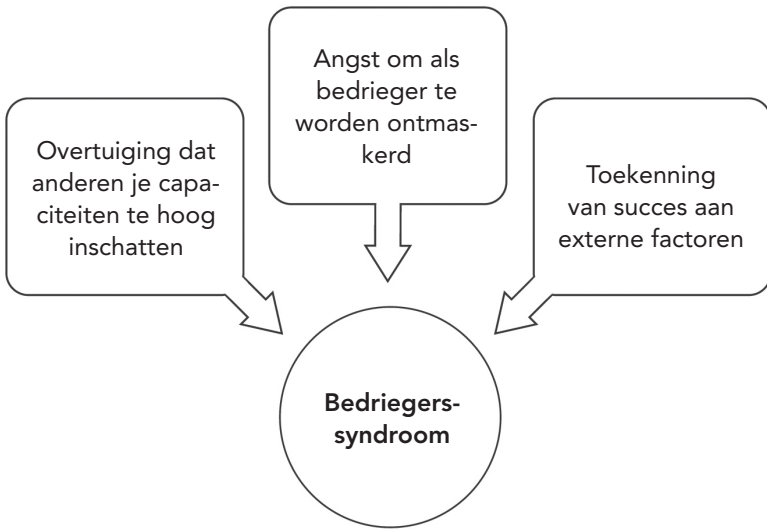 Overtuiging dat
anderen je capa-
citeiten te hoog
inschatten
Angst om als
bedrieger te
worden ontmas-
kerd
Toekenning
van succes aan
externe factoren
Bedriegers-
syndroom